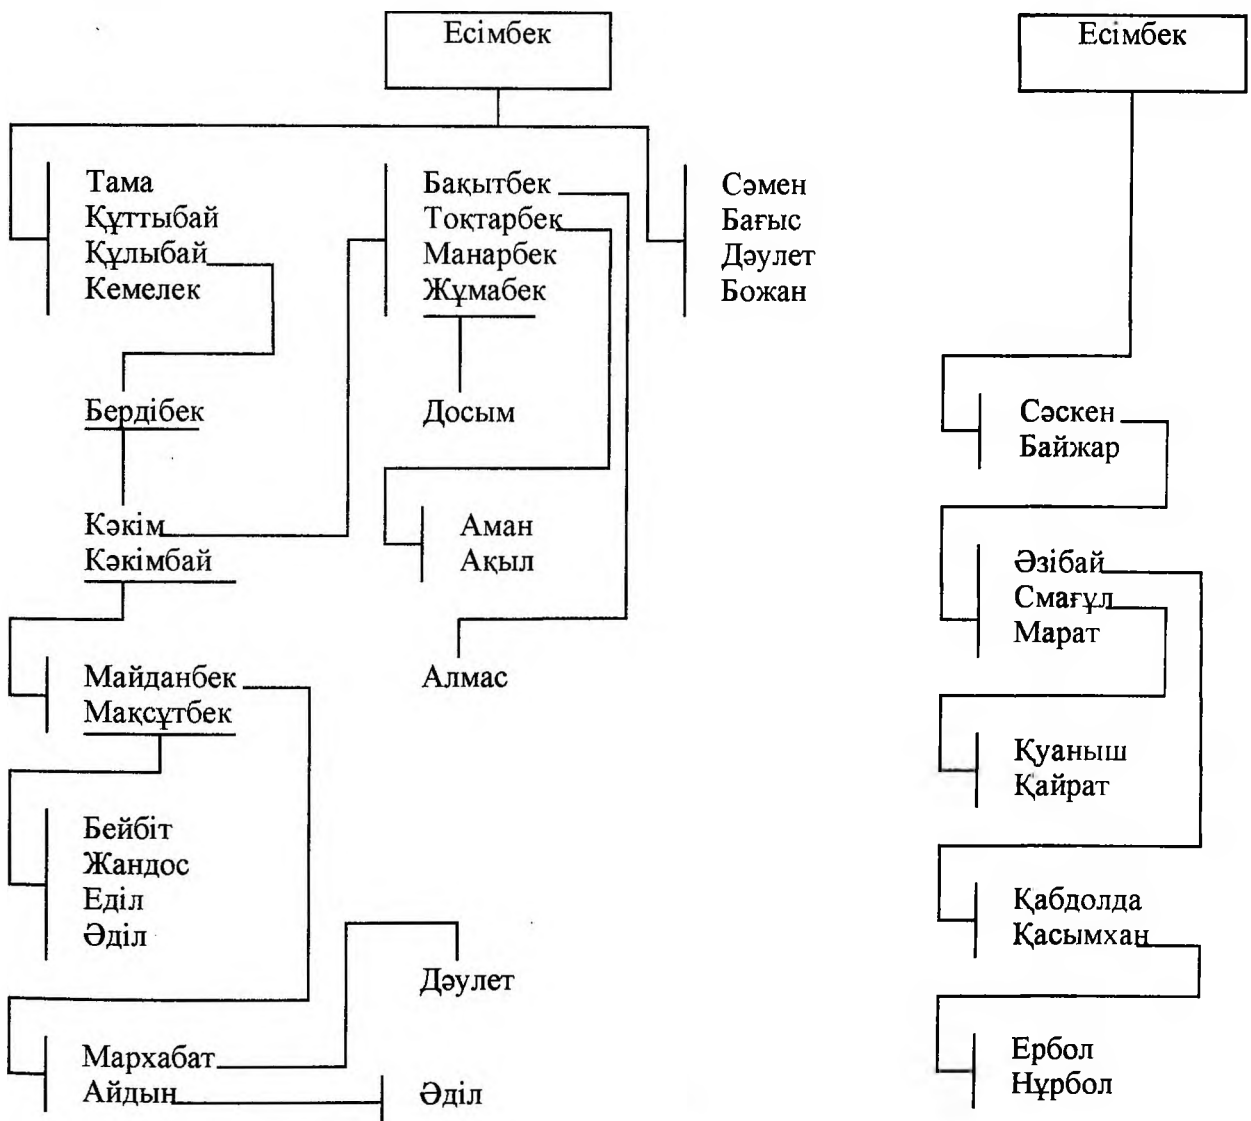 Есімбек
Тама
Құттыбай
Құлыбай
Кемелек
Бақытбек
Тоқтарбек
Манарбек
Жұмабек
Сәмен
Бағыс
Дәулет
Божан
Бердібек
Досым
Кәкім
Кәкімбай
Аман
Ақыл
Майданбек
Мақсұтбек
Алмас
Бейбіт
Жандос
Еділ
Әділ
Дәулет
Мархабат
Айдын
Әділ
Есімбек
Сәскен
Байжар
Әзібай
Смағұл
Марат
Қуаныш
Қайрат
Қабдолда
Қасымхан
Ербол
Нұрбол